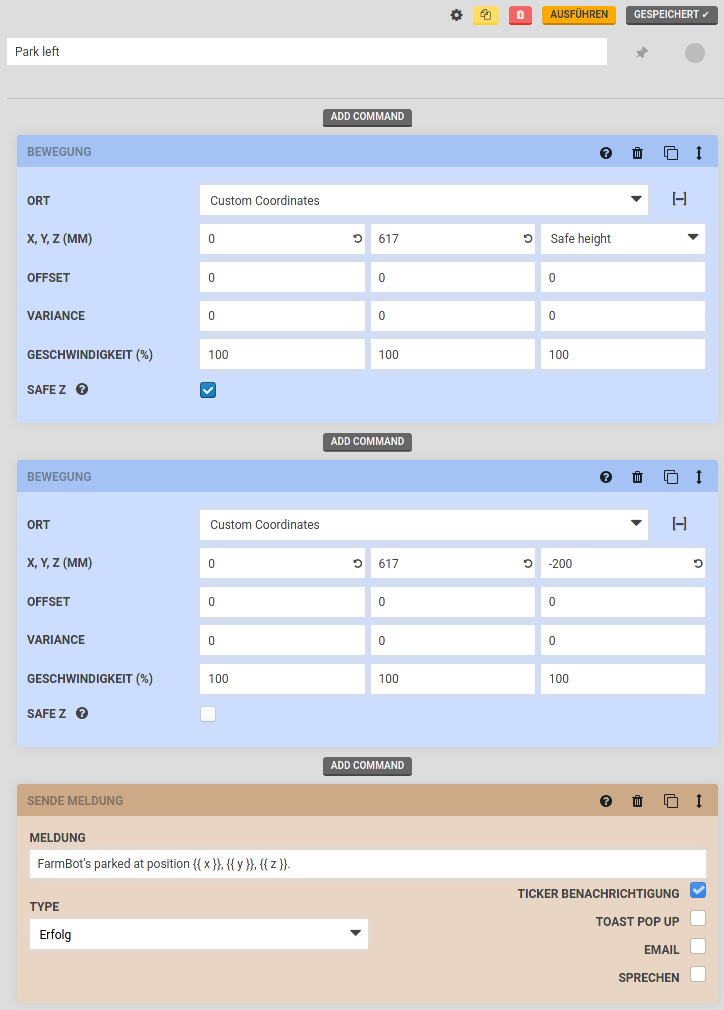 AUSFÜHREN GESPEICHERT ✓
Park left
ADD COMMAND
BEWEGUNG
ORT Custom Coordinates [–]
X, Y, Z (MM) 0 617 Safe height
OFFSET 0 0 0
VARIANCE 0 0 0
GESCHWINDIGKEIT (%) 100 100 100
SAFE Z ?
ADD COMMAND
BEWEGUNG
ORT Custom Coordinates [–]
X, Y, Z (MM) 0 617 -200
OFFSET 0 0 0
VARIANCE 0 0 0
GESCHWINDIGKEIT (%) 100 100 100
SAFE Z ?
ADD COMMAND
SENDE MELDUNG
MELDUNG
FarmBot's parked at position {{ x }}, {{ y }}, {{ z }}.
TICKER BENACHRICHTIGUNG
TYPE
TOAST POP UP
Erfolg
EMAIL
SPRECHEN